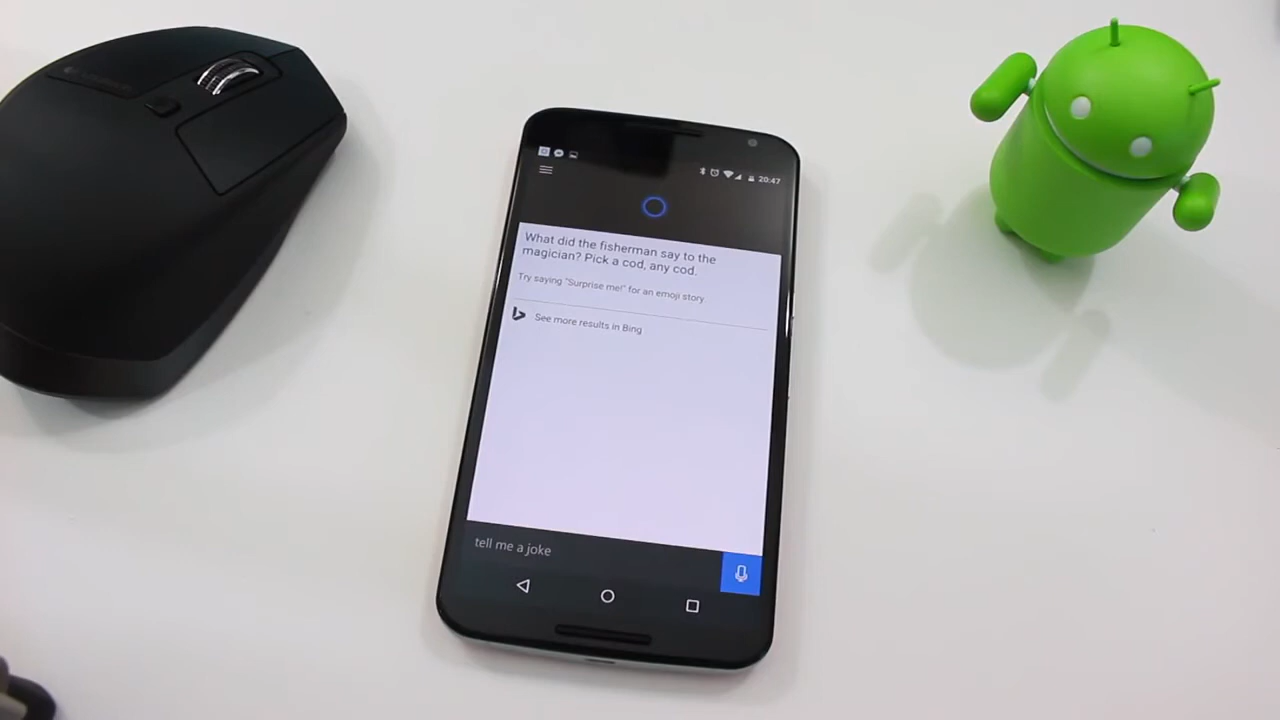 20:47
What did the fisherman say to the
magician? Pick a cod, any cod.
Try saying "Surprise me!" for an emoji story.
See more results in Bing
tell me a joke